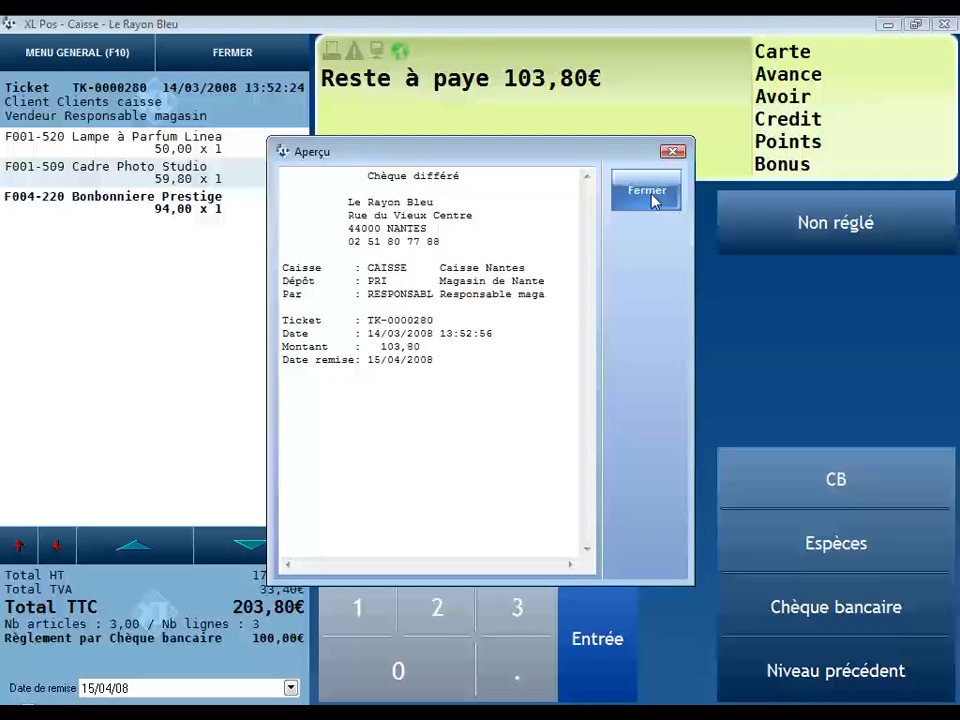 XL Pos - Caisse - Le Rayon Bleu
MENU GENERAL (F10)
FERMER
Ticket TK-0000280 14/03/2008 13:52:24
Client Clients caisse
Vendeur Responsable magasin
F001-520 Lampe à Parfum Linea
50,00 x 1
F001-509 Cadre Photo Studio
59,80 x 1
F004-220 Bonbonniere Prestige
94,00 x 1
Reste à paye 103,80€
Carte
Avance
Avoir
Credit
Points
Bonus
Aperçu
Chèque différé
Le Rayon Bleu
Rue du Vieux Centre
44000 NANTES
02 51 80 77 88
Caisse : CAISSE Caisse Nantes
Dépôt : PRI Magasin de Nante
Par : RESPONSABL Responsable maga
Ticket : TK-0000280
Date : 14/03/2008 13:52:56
Montant : 103,80
Date remise: 15/04/2008
Fermer
Non réglé
CB
Espèces
Chèque bancaire
Niveau précédent
Total HT 17
Total TVA 33,40€
Total TTC 203,80€
Nb articles : 3,00 / Nb lignes : 3
Règlement par Chèque bancaire 100,00€
Date de remise 15/04/08
1 2 3
0 .
Entrée